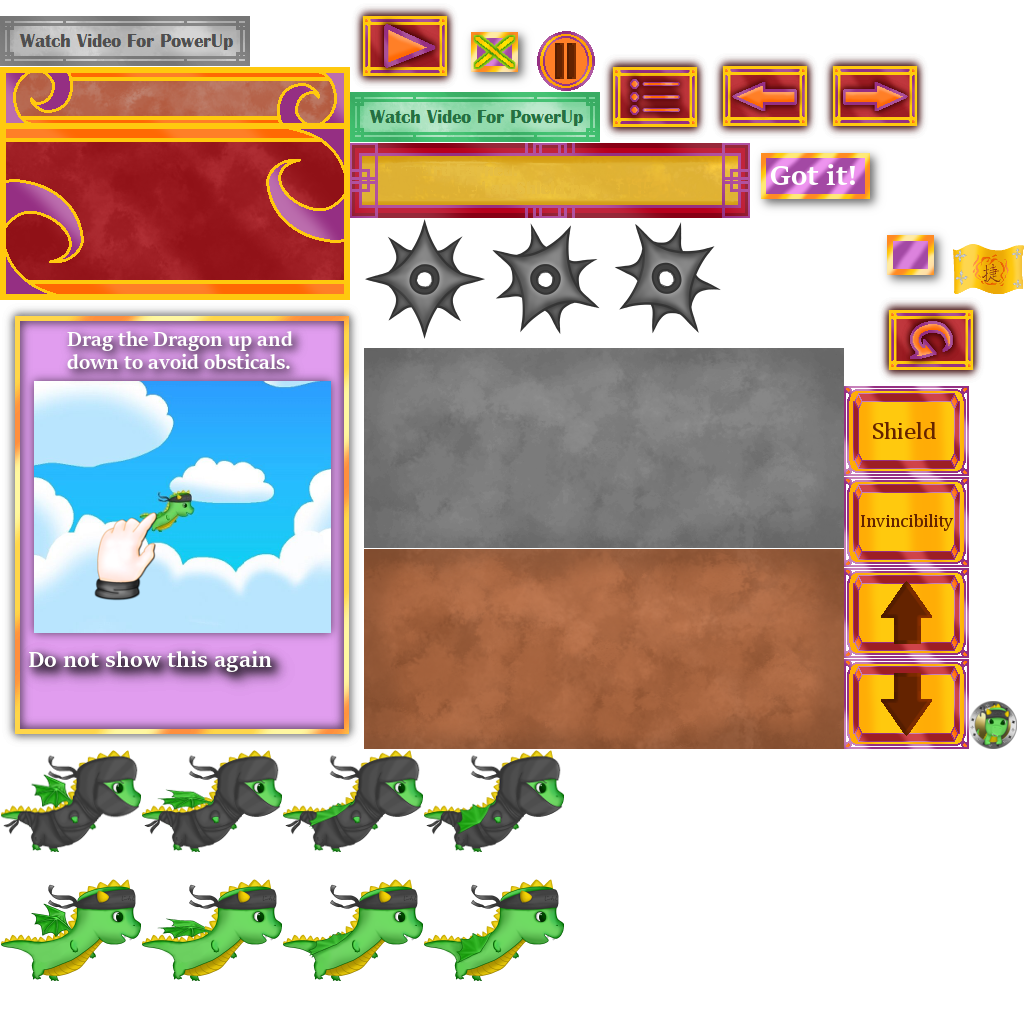 Watch Video For PowerUp
Watch Video For PowerUp
Got it!
捷
Drag the Dragon up and
down to avoid obsticals.
Shield
Invincibility
Do not show this again